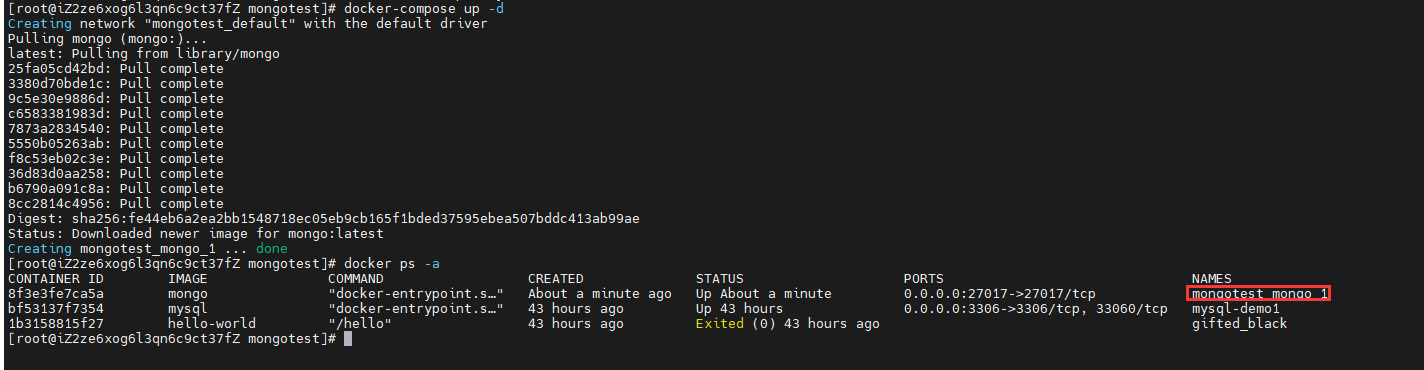 [root@iZ2ze6xog6l3qn6c9ct37fZ mongotest]# docker-compose up -d
Creating network "mongotest_default" with the default driver
Pulling mongo (mongo:)...
latest: Pulling from library/mongo
25fa05cd42bd: Pull complete
3380d70bde1c: Pull complete
9c5e30e9886d: Pull complete
c6583381983d: Pull complete
7873a2834540: Pull complete
5550b05263ab: Pull complete
f8c53eb02c3e: Pull complete
36d83d0aa258: Pull complete
b6790a091c8a: Pull complete
8cc2814c4956: Pull complete
Digest: sha256:fe44eb6a2ea2bb1548718ec05eb9cb165f1bded37595ebea507bddc413ab99ae
Status: Downloaded newer image for mongo:latest
Creating mongotest_mongo_1 ... done
[root@iZ2ze6xog6l3qn6c9ct37fZ mongotest]# docker ps -a
CONTAINER ID IMAGE COMMAND CREATED STATUS PORTS NAMES
8f3e3fe7ca5a mongo "docker-entrypoint.s…" About a minute ago Up About a minute 0.0.0.0:27017->27017/tcp mongotest_mongo_1
bf53137f7354 mysql "docker-entrypoint.s…" 43 hours ago Up 43 hours 0.0.0.0:3306->3306/tcp, 33060/tcp mysql-demo1
1b3158815f27 hello-world "/hello" 43 hours ago Exited (0) 43 hours ago gifted_black
[root@iZ2ze6xog6l3qn6c9ct37fZ mongotest]#